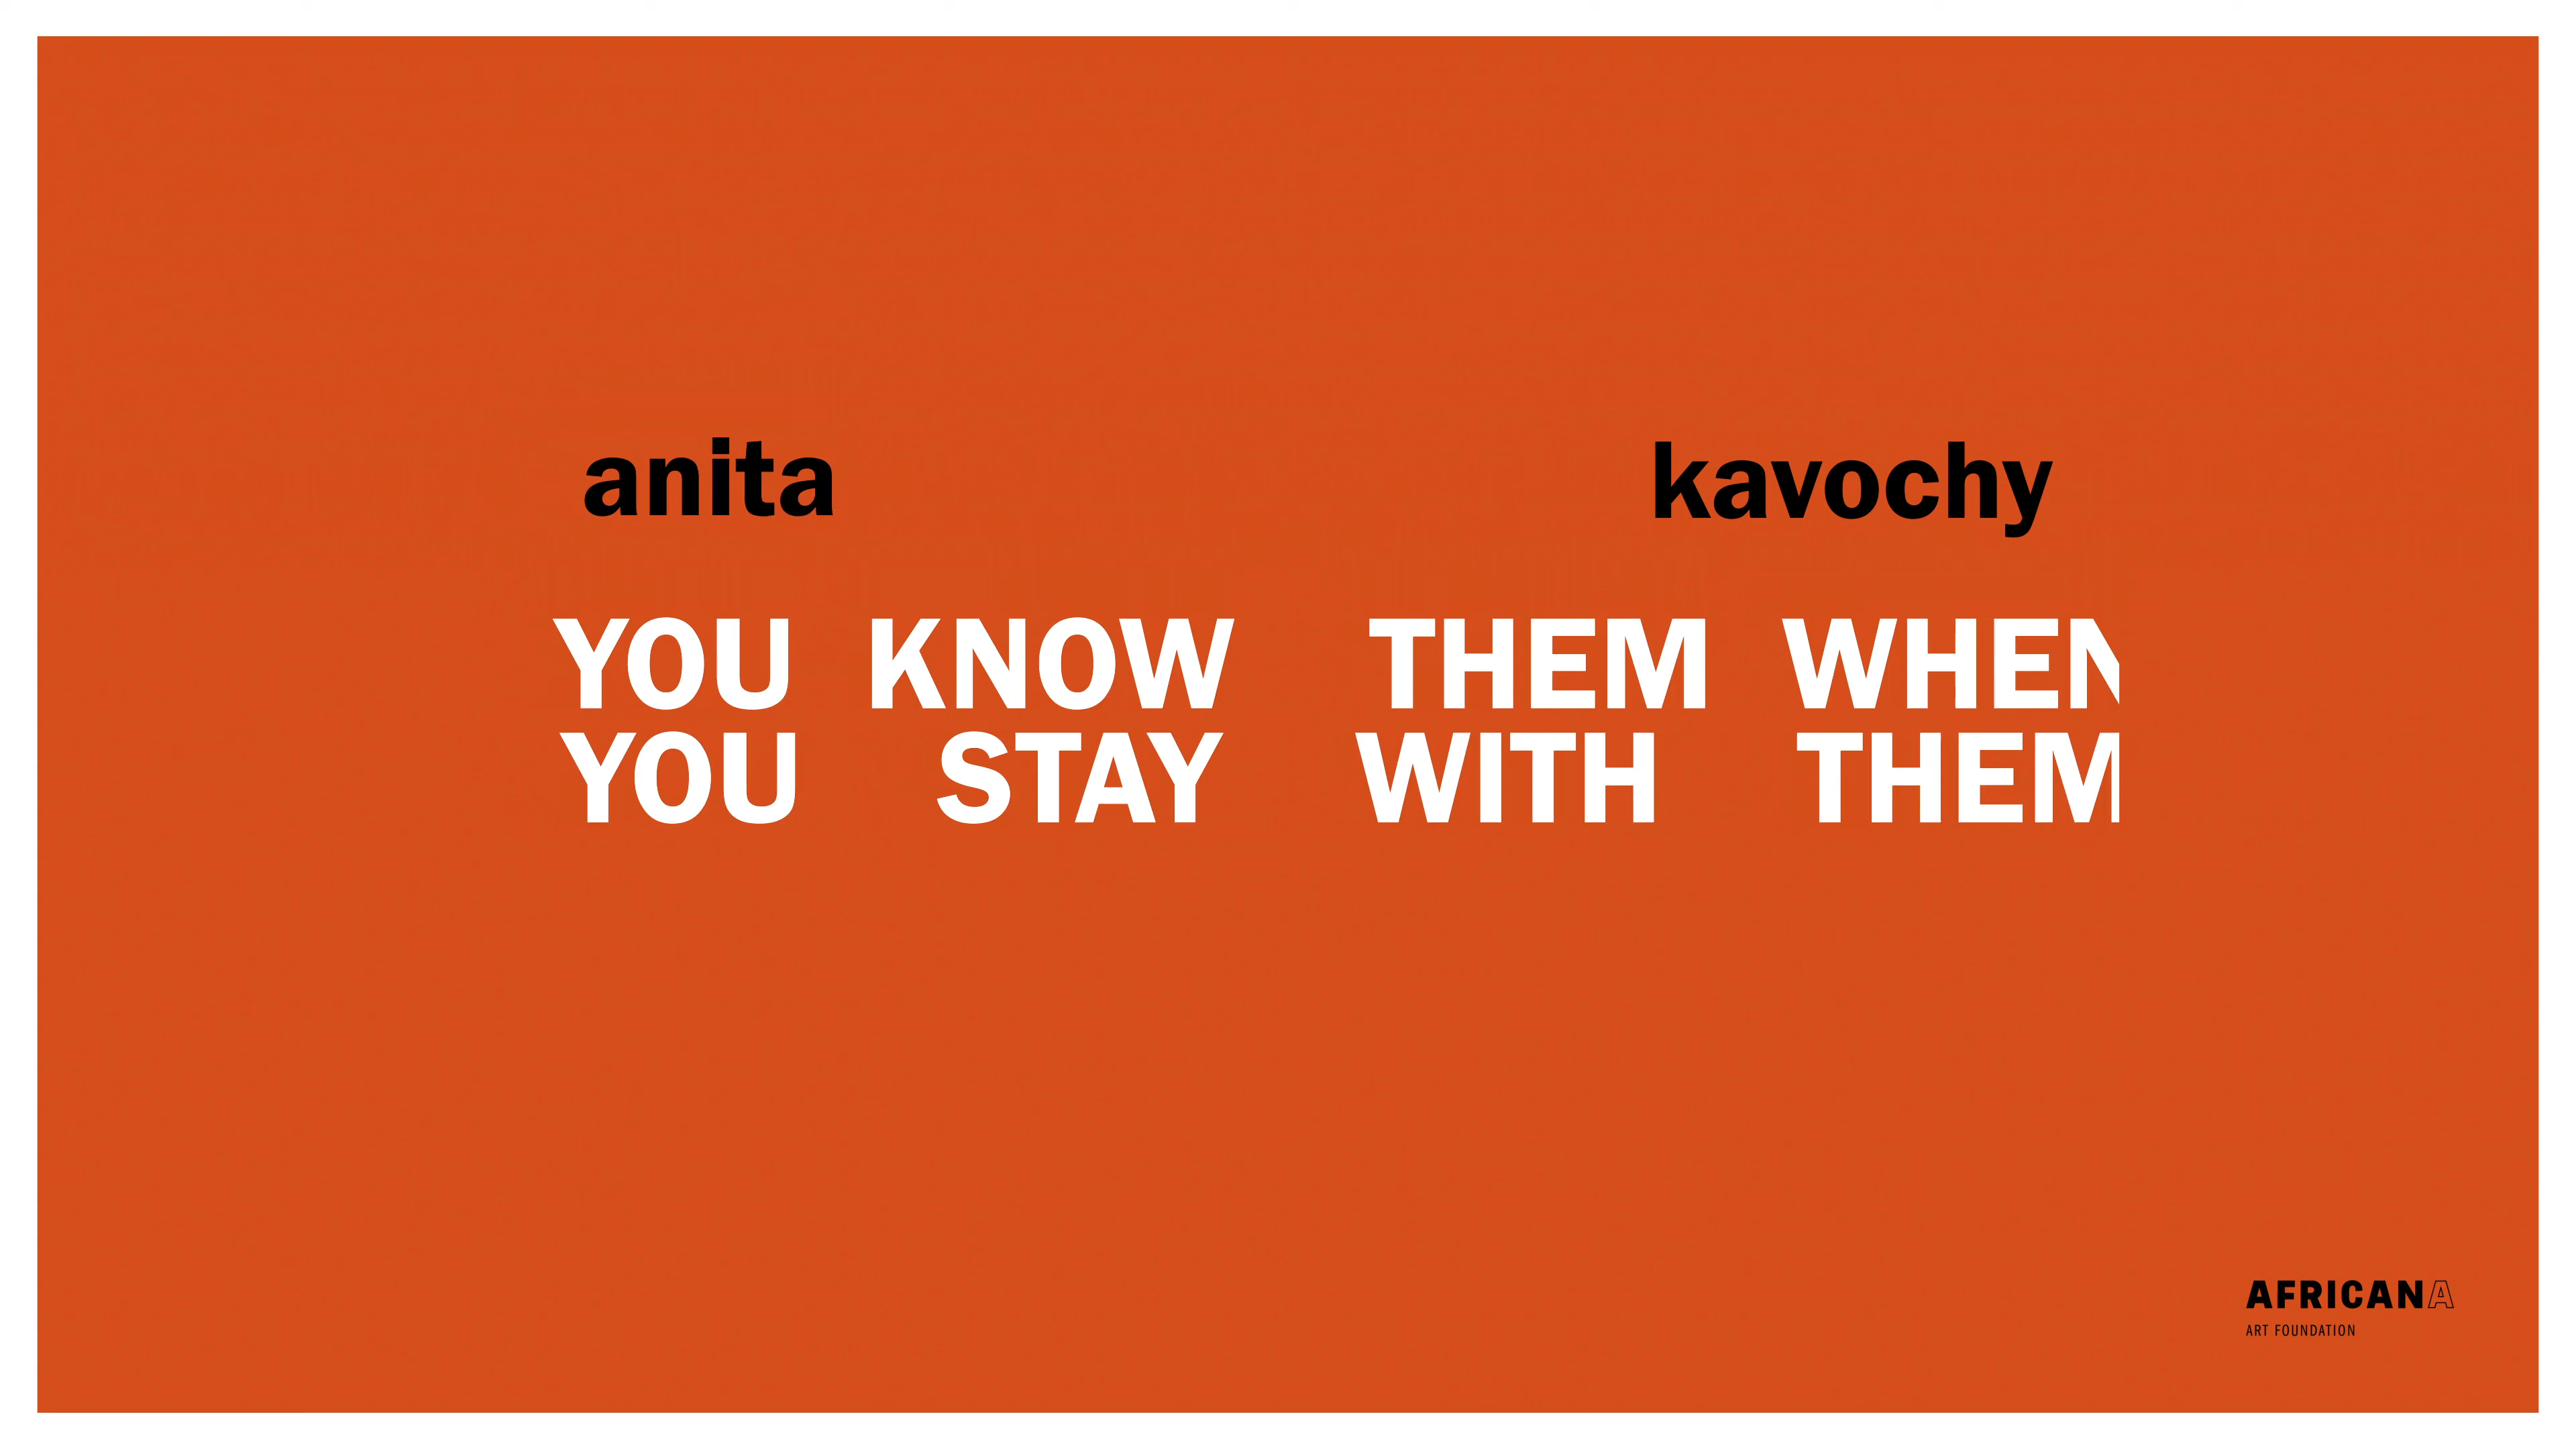 anita kavochy
YOU KNOW THEM WHEN
YOU STAY WITH THEM
AFRICANA
ART FOUNDATION